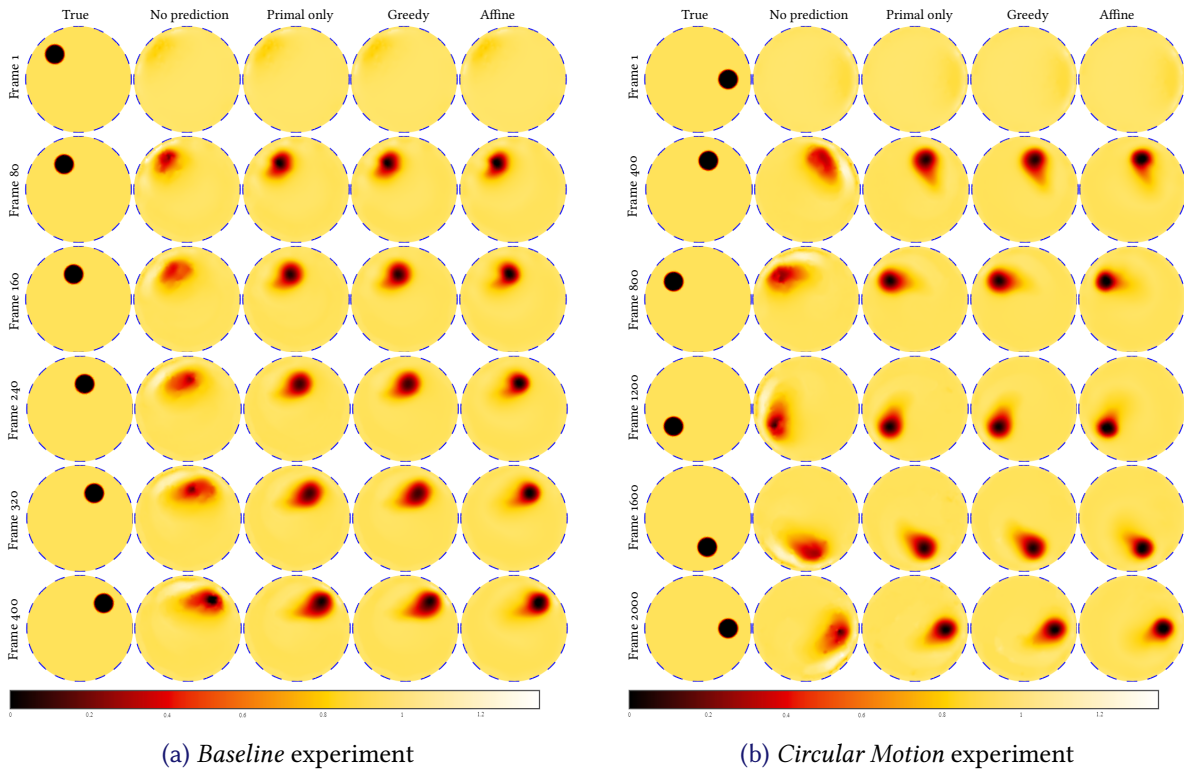 True No prediction Primal only Greedy Affine
Frame 1
Frame 80
Frame 160
Frame 240
Frame 320
Frame 400
0 0.2 0.4 0.6 0.8 1 1.2
(a) Baseline experiment
True No prediction Primal only Greedy Affine
Frame 1
Frame 400
Frame 800
Frame 1200
Frame 1600
Frame 2000
0 0.2 0.4 0.6 0.8 1 1.2
(b) Circular Motion experiment